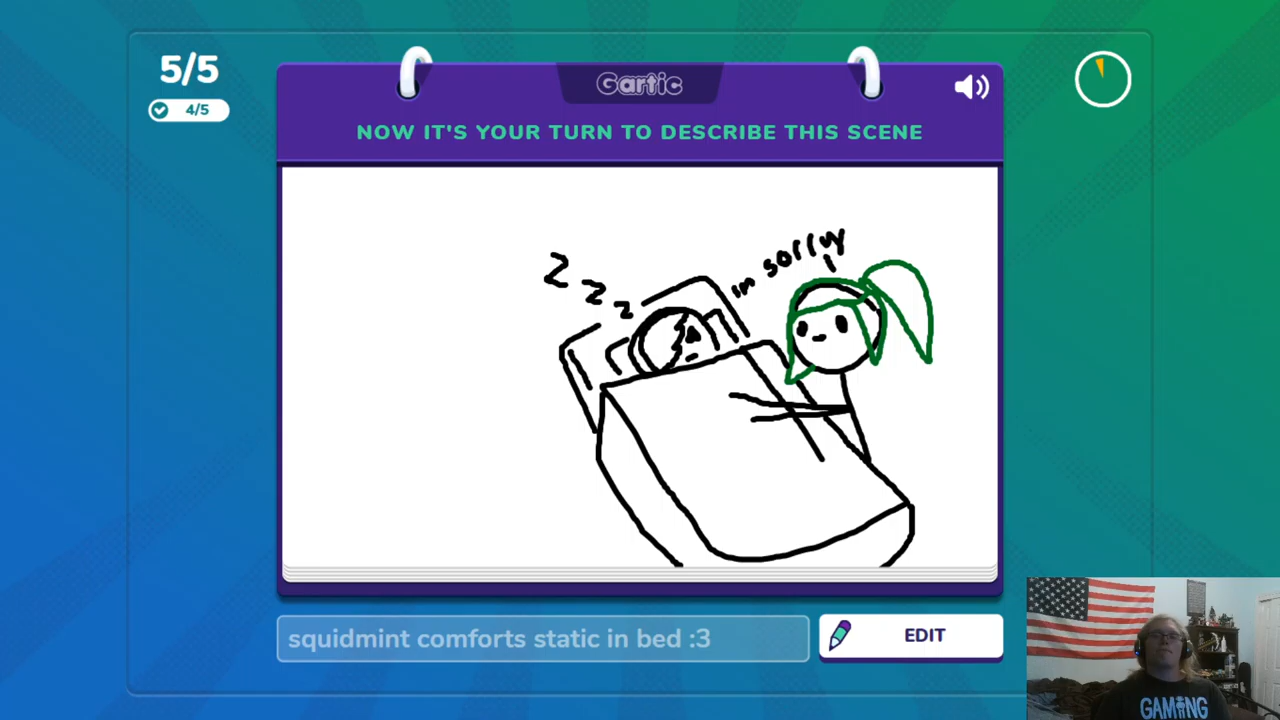 5/5
4/5
Gartic
NOW IT'S YOUR TURN TO DESCRIBE THIS SCENE
Z z z
im sorry
squidmint comforts static in bed :3
EDIT
GAMING